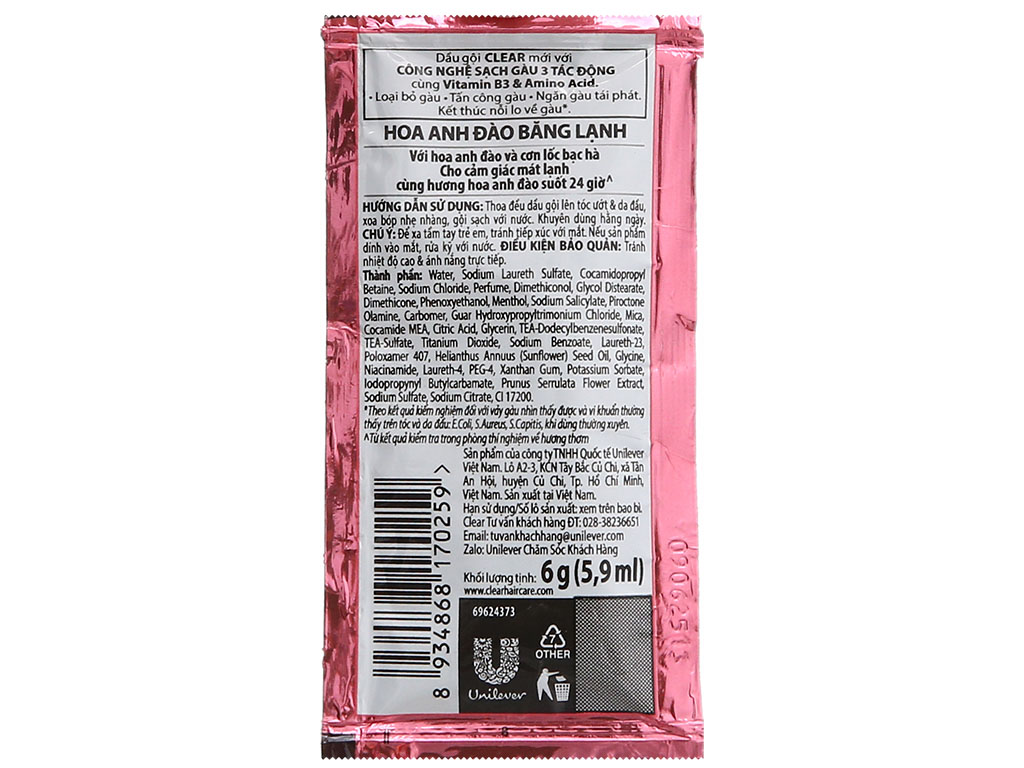 Dầu gội CLEAR mới với
CÔNG NGHỆ SẠCH GÀU 3 TÁC ĐỘNG
cùng Vitamin B3 & Amino Acid.
• Loại bỏ gàu • Tấn công gàu • Ngăn gàu tái phát.
Kết thúc nỗi lo về gàu*.
HOA ANH ĐÀO BĂNG LẠNH
Với hoa anh đào và cơn lốc bạc hà
Cho cảm giác mát lạnh
cùng hương hoa anh đào suốt 24 giờ^
HƯỚNG DẪN SỬ DỤNG: Thoa đều dầu gội lên tóc ướt & da đầu,
xoa bóp nhẹ nhàng, gội sạch với nước. Khuyên dùng hằng ngày.
CHÚ Ý: Để xa tầm tay trẻ em, tránh tiếp xúc với mắt. Nếu sản phẩm
dính vào mắt, rửa kỹ với nước. ĐIỀU KIỆN BẢO QUẢN: Tránh
nhiệt độ cao & ánh nắng trực tiếp.
Thành phần: Water, Sodium Laureth Sulfate, Cocamidopropyl
Betaine, Sodium Chloride, Perfume, Dimethiconol, Glycol Distearate,
Dimethicone, Phenoxyethanol, Menthol, Sodium Salicylate, Piroctone
Olamine, Carbomer, Guar Hydroxypropyltrimonium Chloride, Mica,
Cocamide MEA, Citric Acid, Glycerin, TEA-Dodecylbenzenesulfonate,
TEA-Sulfate, Titanium Dioxide, Sodium Benzoate, Laureth-23,
Poloxamer 407, Helianthus Annuus (Sunflower) Seed Oil, Glycine,
Niacinamide, Laureth-4, PEG-4, Xanthan Gum, Potassium Sorbate,
Iodopropynyl Butylcarbamate, Prunus Serrulata Flower Extract,
Sodium Sulfate, Sodium Citrate, CI 17200.
*Theo kết quả kiểm nghiệm đối với vảy gàu nhìn thấy được và vi khuẩn thường
thấy trên tóc và da đầu: E.Coli, S.Aureus, S.Capitis, khi dùng thường xuyên.
^Từ kết quả kiểm tra trong phòng thí nghiệm về hương thơm
Sản phẩm của công ty TNHH Quốc tế Unilever
Việt Nam. Lô A2-3, KCN Tây Bắc Củ Chi, xã Tân
An Hội, huyện Củ Chi, Tp. Hồ Chí Minh,
Việt Nam. Sản xuất tại Việt Nam.
Hạn sử dụng/Số lô sản xuất: xem trên bao bì.
Clear Tư vấn khách hàng ĐT: 028-38236651
Email: tuvankhachhang@unilever.com
Zalo: Unilever Chăm Sóc Khách Hàng
Khối lượng tịnh: 6 g (5,9 ml)
www.clearhaircare.com
8 934868 170259 >
69624373
7
OTHER
Unilever